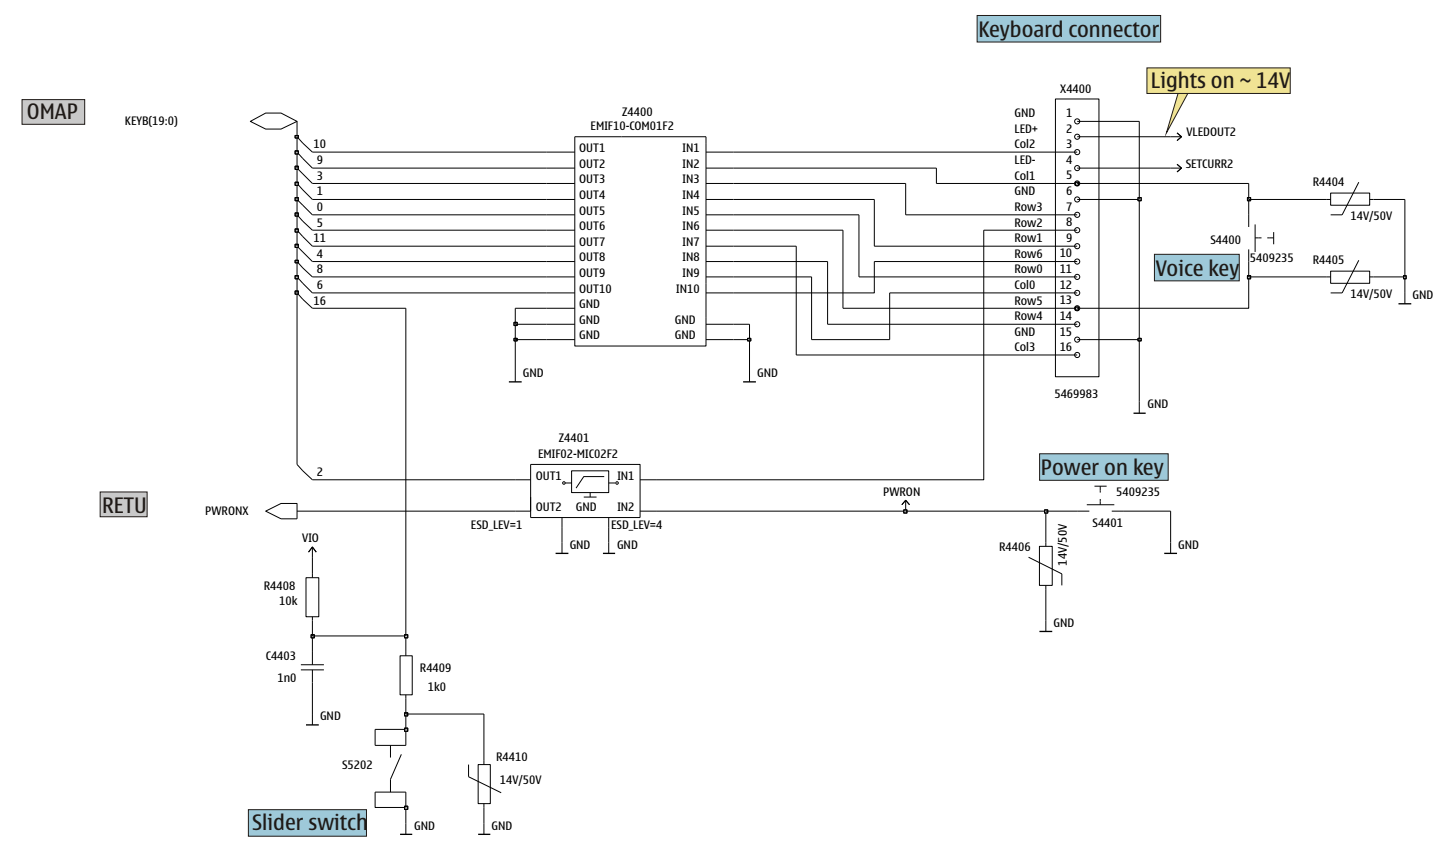 Keyboard connector
Lights on ~ 14V
OMAP
KEYB(19:0)
Z4400
EMIF10-COM01F2
X4400
10
9
3
1
0
5
11
4
8
6
16
OUT1 IN1
OUT2 IN2
OUT3 IN3
OUT4 IN4
OUT5 IN5
OUT6 IN6
OUT7 IN7
OUT8 IN8
OUT9 IN9
OUT10 IN10
GND
GND GND
GND GND
GND
GND
GND 1
LED+ 2
Col2 3
LED- 4
Col1 5
GND 6
Row3 7
Row2 8
Row1 9
Row6 10
Row0 11
Col0 12
Row5 13
Row4 14
GND 15
Col3 16
5469983
GND
VLEDOUT2
SETCURR2
R4404
14V/50V
S4400
5409235
Voice key
R4405
14V/50V
GND
Z4401
EMIF02-MIC02F2
2
OUT1 IN1
OUT2 GND IN2
ESD_LEV=1 ESD_LEV=4
GND GND
RETU
PWRONX
PWRON
Power on key
5409235
S4401
GND
R4406
14V/50V
GND
VIO
R4408
10k
C4403
1n0
GND
R4409
1k0
S5202
R4410
14V/50V
Slider switch
GND
GND